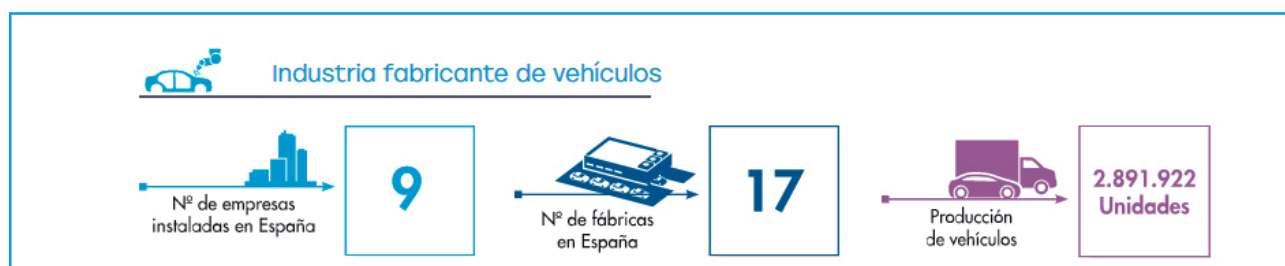 Industria fabricante de vehículos
Nº de empresas
instaladas en España
9
Nº de fábricas
en España
17
Producción
de vehículos
2.891.922
Unidades